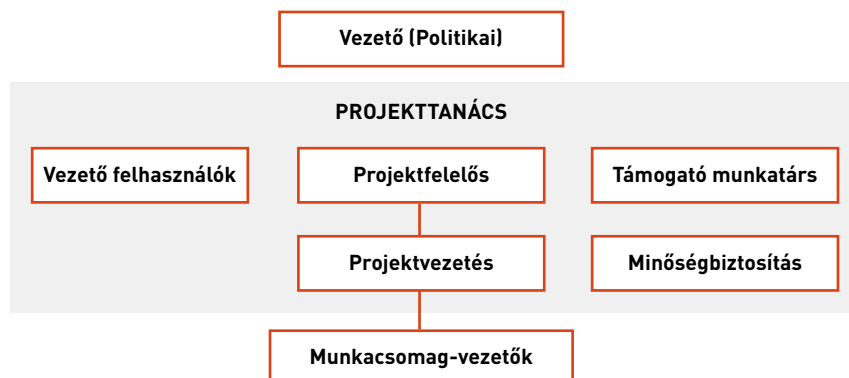 Vezető (Politikai)
PROJEKTTANÁCS
Vezető felhasználók
Projektfelelős
Támogató munkatárs
Projektvezetés
Minőségbiztosítás
Munkacsomag-vezetők